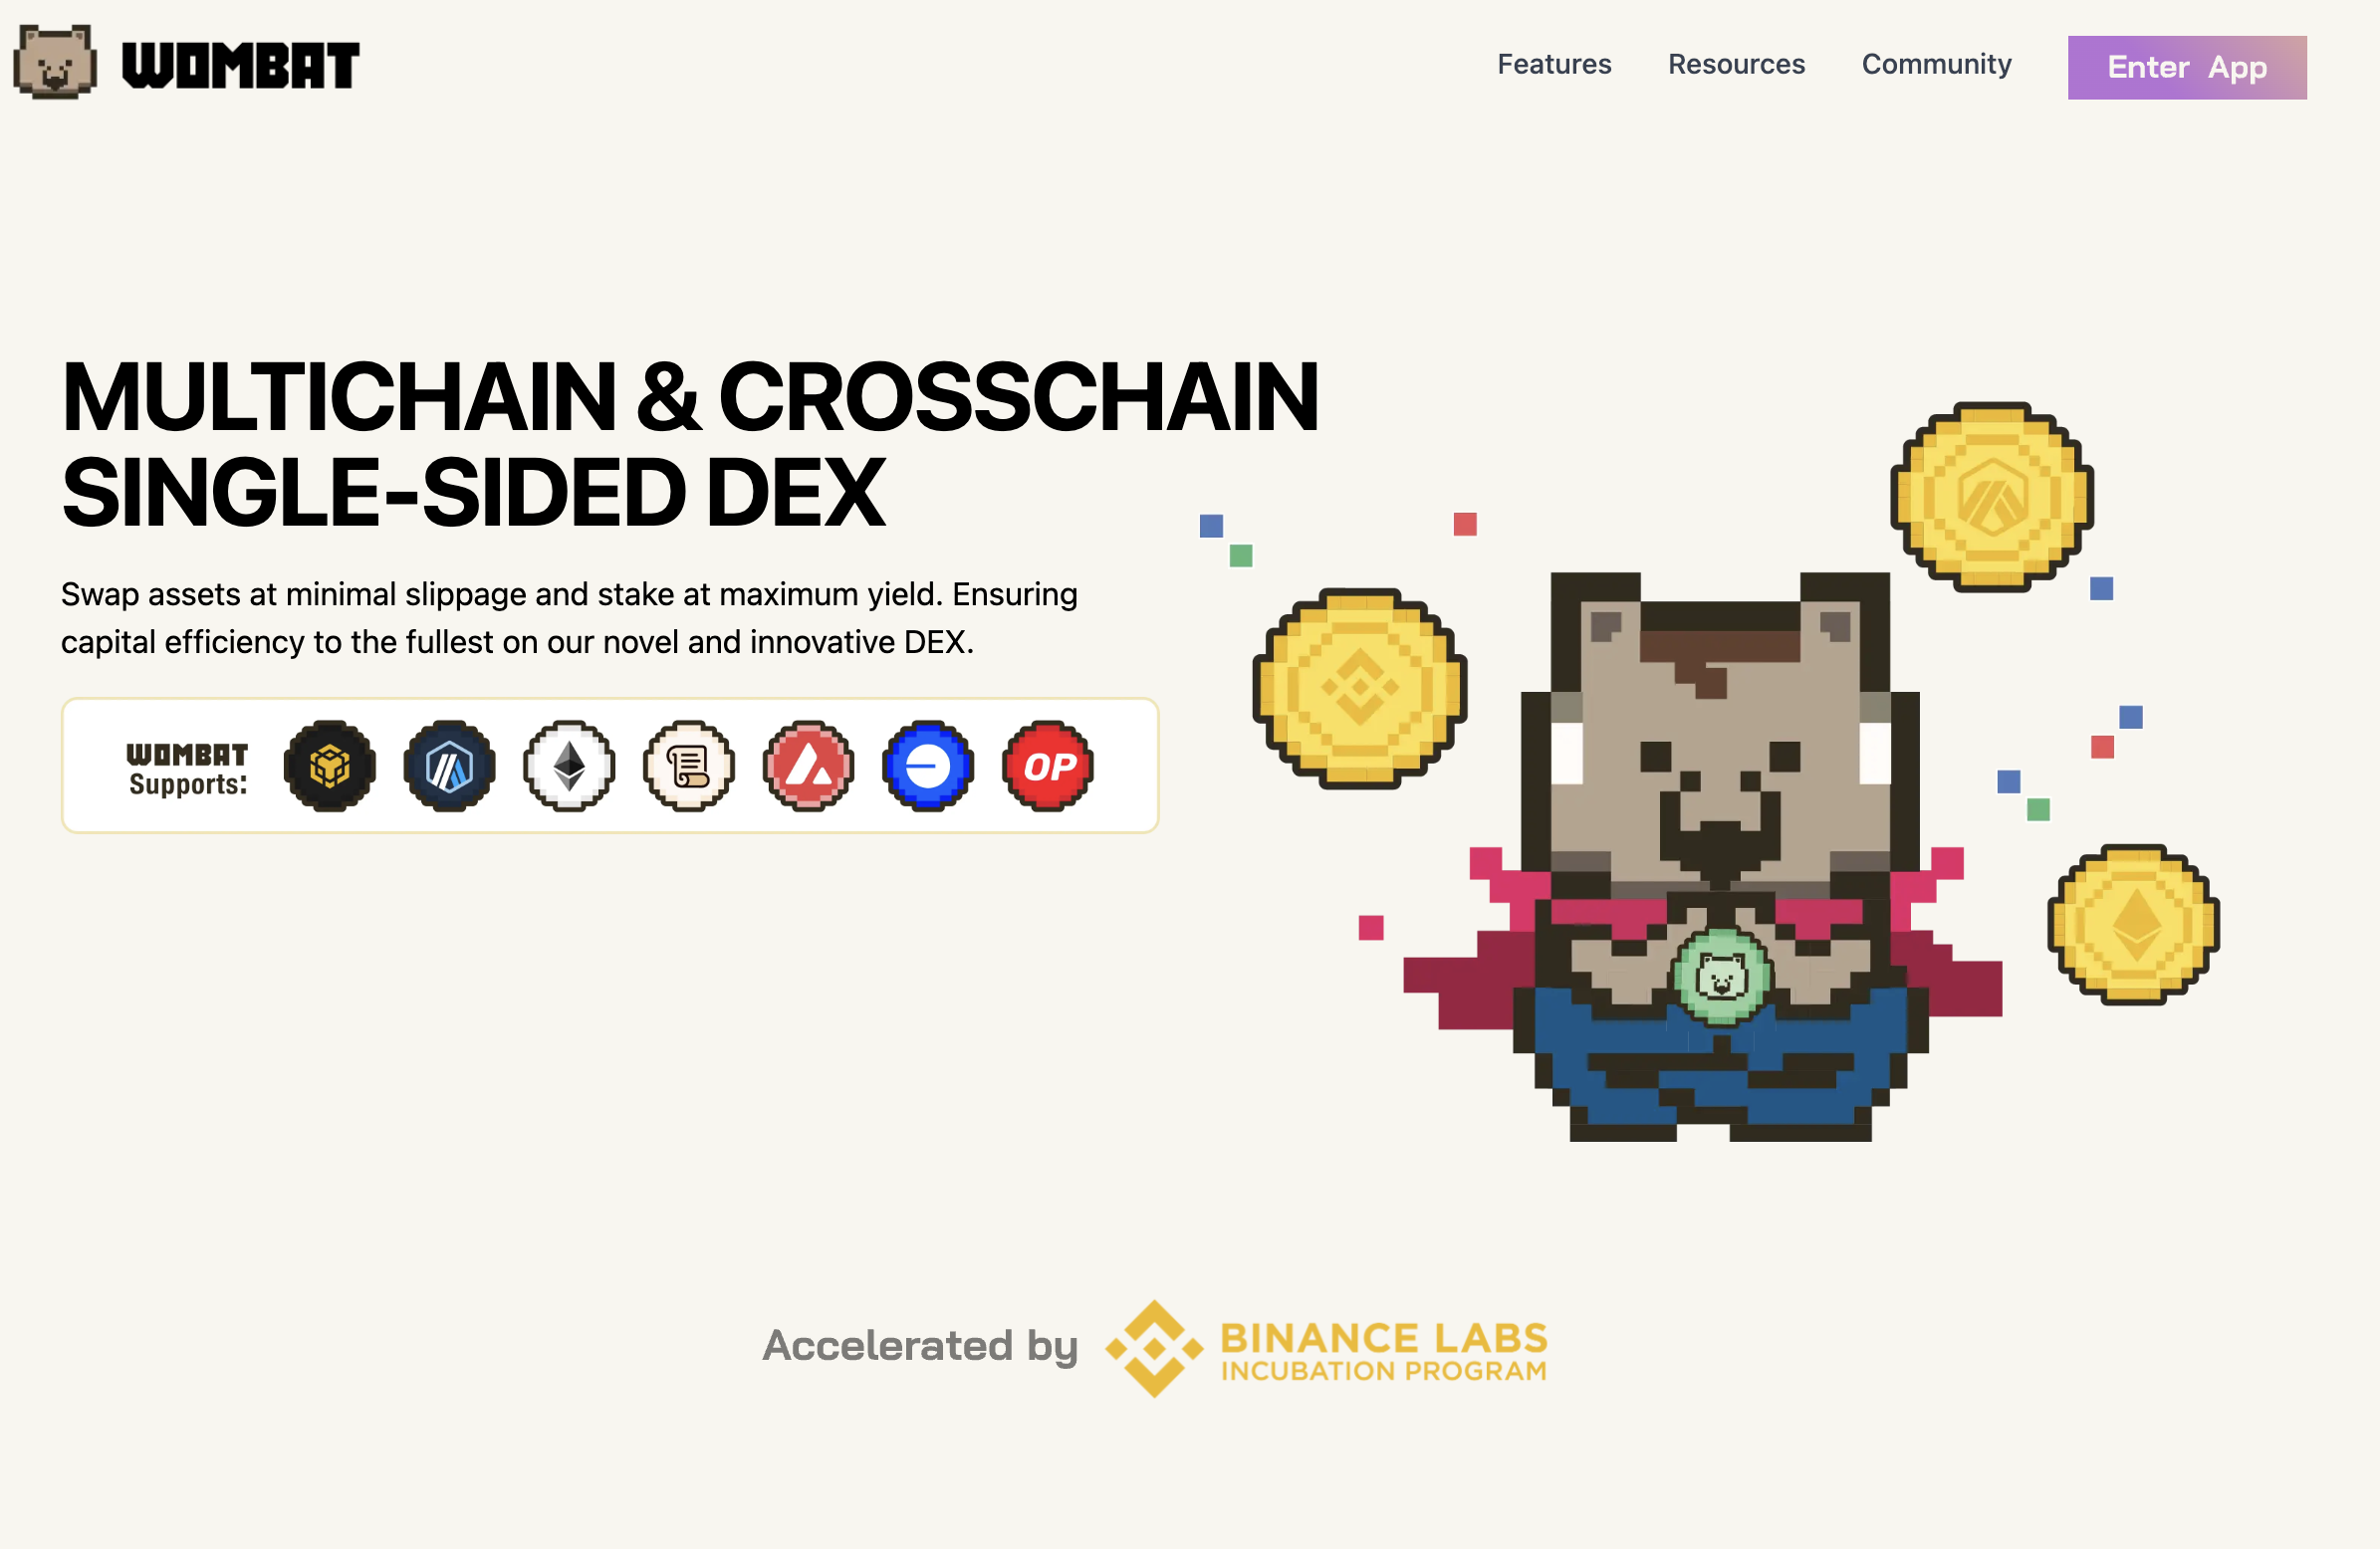 WOMBAT
Features
Resources
Community
Enter App
MULTICHAIN & CROSSCHAIN
SINGLE-SIDED DEX
Swap assets at minimal slippage and stake at maximum yield. Ensuring
capital efficiency to the fullest on our novel and innovative DEX.
WOMBAT
Supports:
OP
Accelerated by
BINANCE LABS
INCUBATION PROGRAM